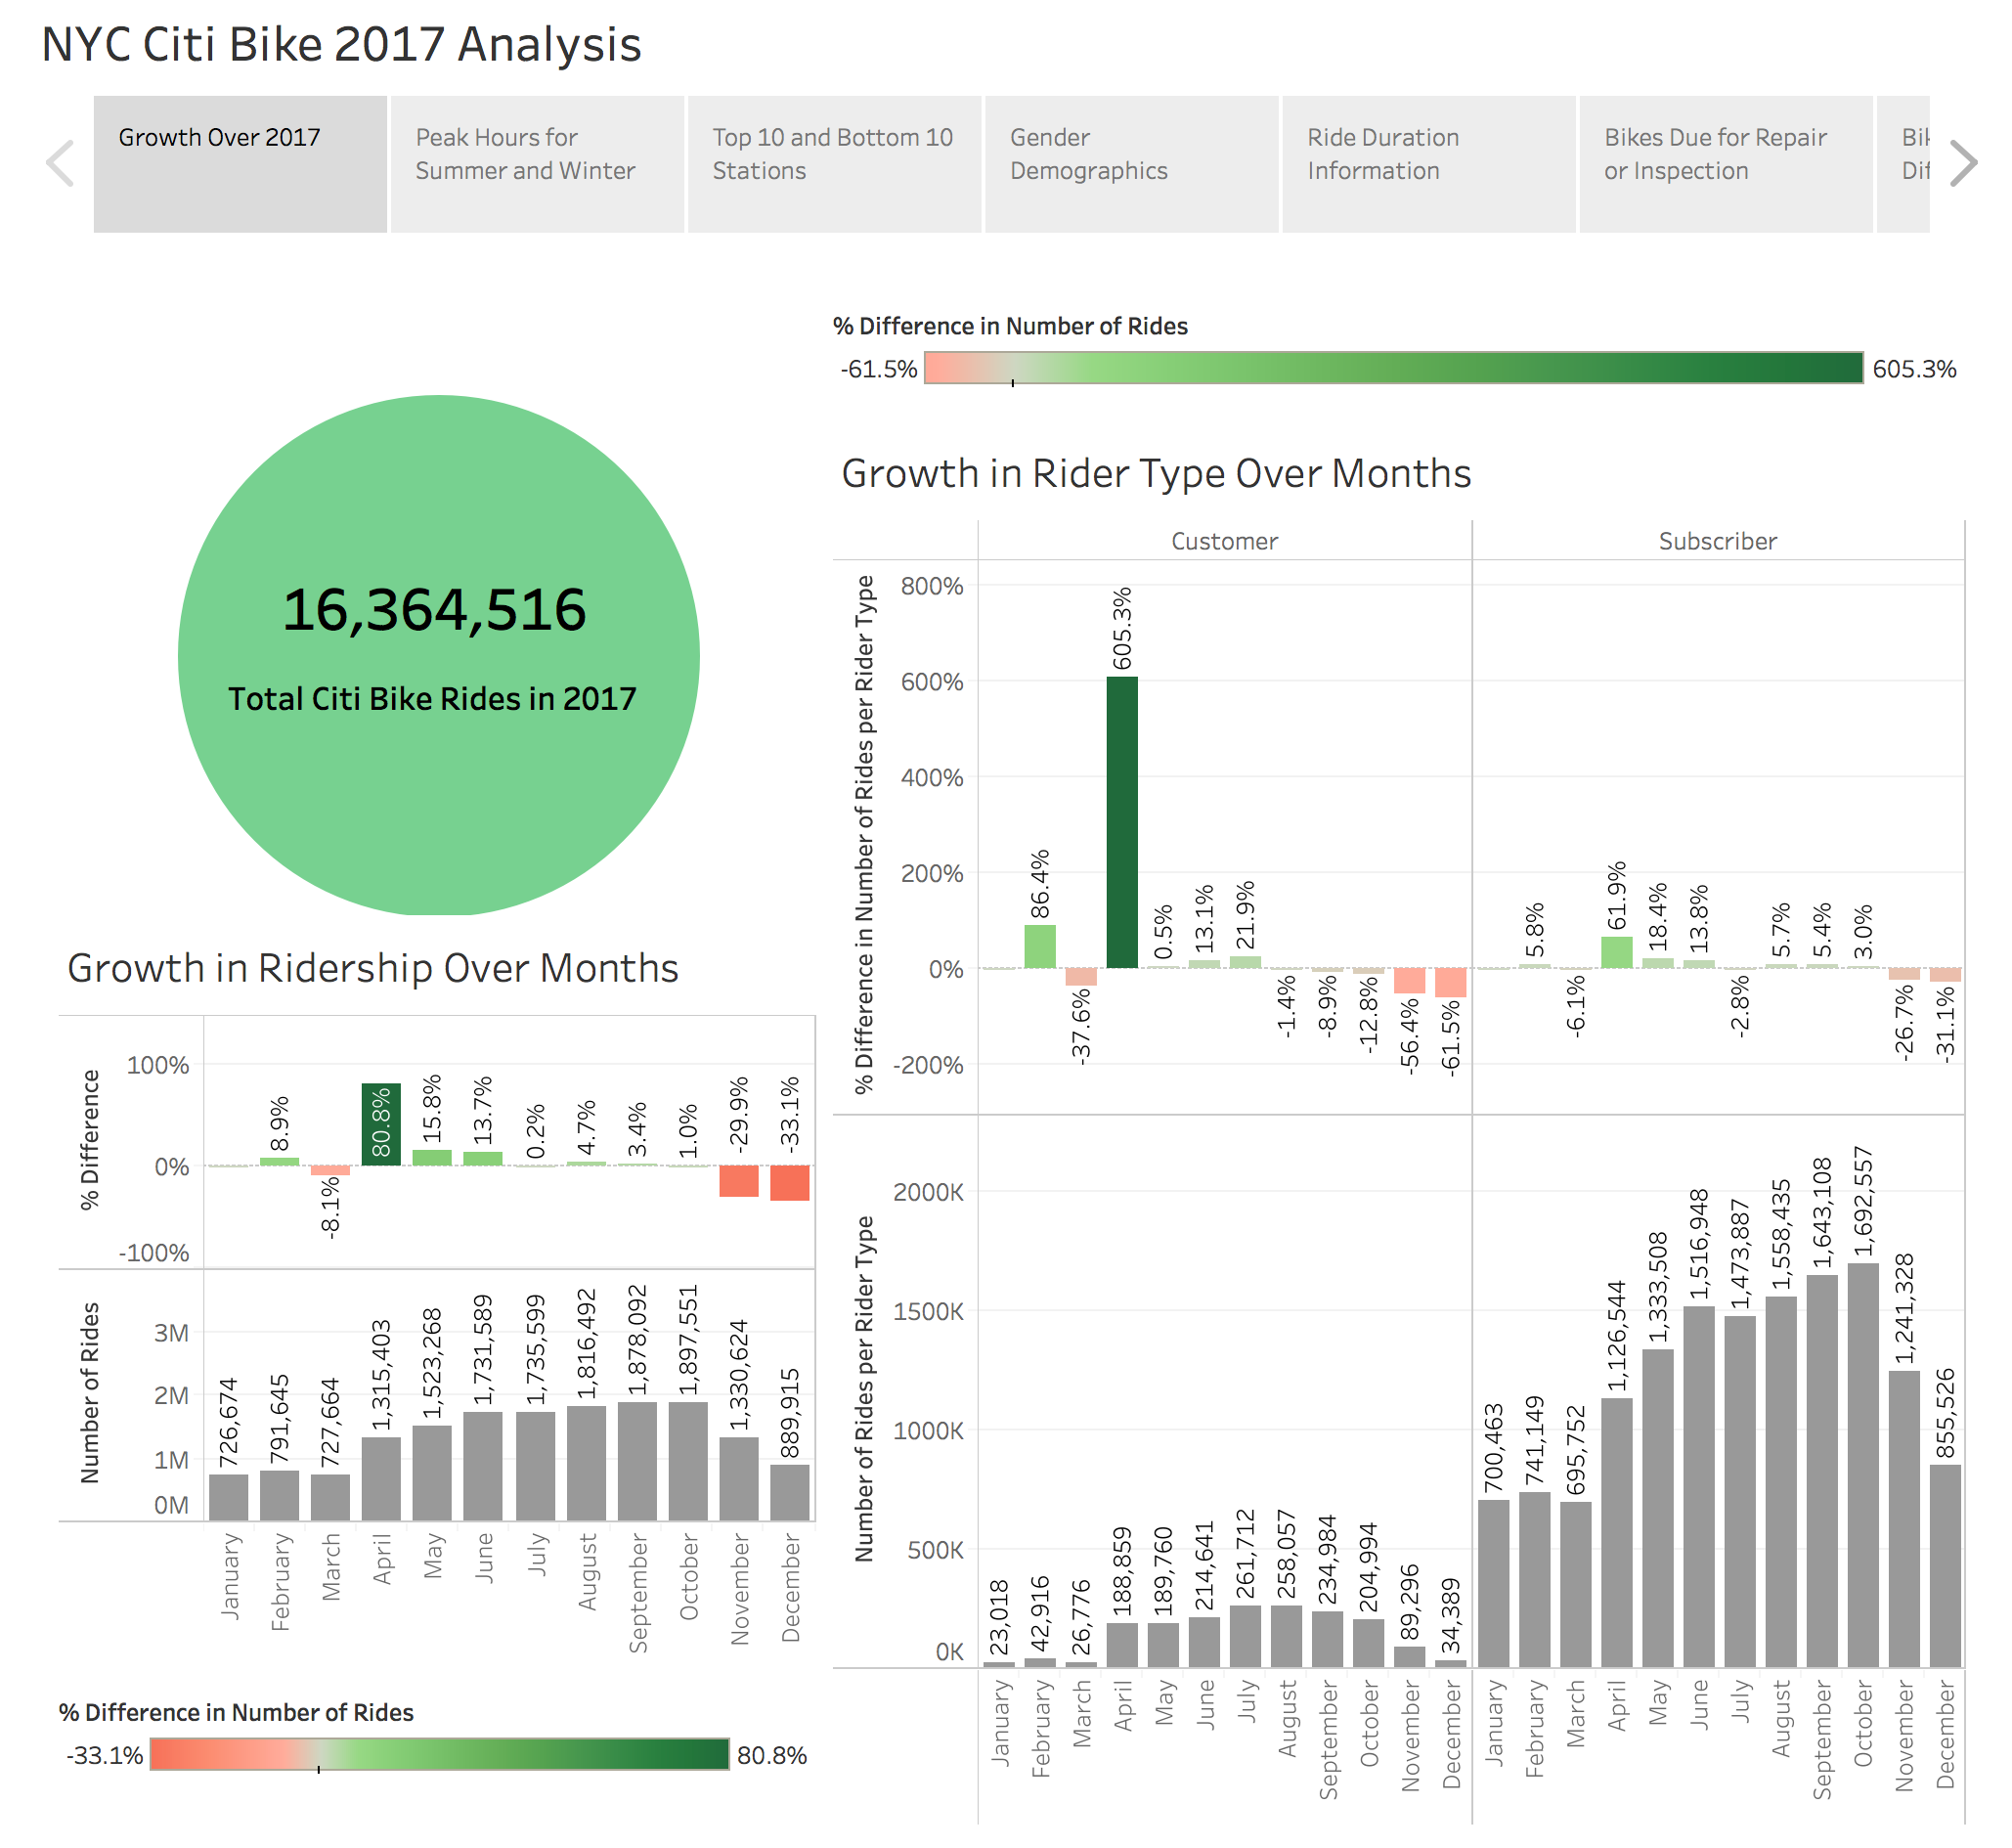 NYC Citi Bike 2017 Analysis
Growth Over 2017
Peak Hours for
Summer and Winter
Top 10 and Bottom 10
Stations
Gender
Demographics
Ride Duration
Information
Bikes Due for Repair
or Inspection
Bik
Dif
16,364,516
Total Citi Bike Rides in 2017
Growth in Ridership Over Months
% Difference
100%
0%
-100%
8.9%
-8.1%
80.8%
15.8%
13.7%
0.2%
4.7%
3.4%
1.0%
-29.9%
-33.1%
Number of Rides
3M
2M
1M
0M
726,674
791,645
727,664
1,315,403
1,523,268
1,731,589
1,735,599
1,816,492
1,878,092
1,897,551
1,330,624
889,915
January
February
March
April
May
June
July
August
September
October
November
December
% Difference in Number of Rides
-33.1%
80.8%
% Difference in Number of Rides
-61.5%
605.3%
Growth in Rider Type Over Months
Customer
Subscriber
% Difference in Number of Rides per Rider Type
800%
600%
400%
200%
0%
-200%
86.4%
-37.6%
605.3%
0.5%
13.1%
21.9%
-1.4%
-8.9%
-12.8%
-56.4%
-61.5%
5.8%
-6.1%
61.9%
18.4%
13.8%
-2.8%
5.7%
5.4%
3.0%
-26.7%
-31.1%
Number of Rides per Rider Type
2000K
1500K
1000K
500K
0K
23,018
42,916
26,776
188,859
189,760
214,641
261,712
258,057
234,984
204,994
89,296
34,389
700,463
741,149
695,752
1,126,544
1,333,508
1,516,948
1,473,887
1,558,435
1,643,108
1,692,557
1,241,328
855,526
January
February
March
April
May
June
July
August
September
October
November
December
January
February
March
April
May
June
July
August
September
October
November
December